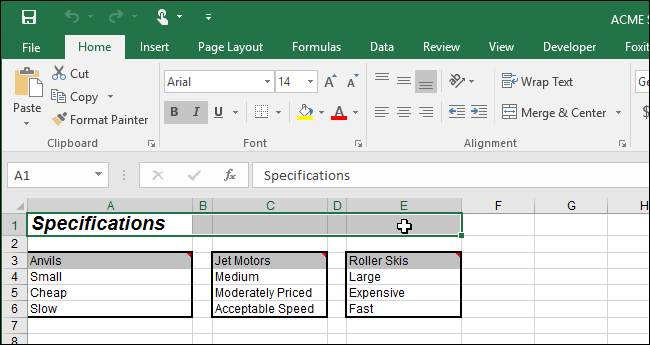 ACME S
File Home Insert Page Layout Formulas Data Review View Developer Foxit
Cut
Copy
Format Painter
Paste
Clipboard
Arial 14 A A
B I U A
Font
ab
Alignment
Wrap Text
Merge & Center
Ge
$
A1 fx Specifications
A B C D E F G H
1 Specifications
2
3 Anvils Jet Motors Roller Skis
4 Small Medium Large
5 Cheap Moderately Priced Expensive
6 Slow Acceptable Speed Fast
7
8